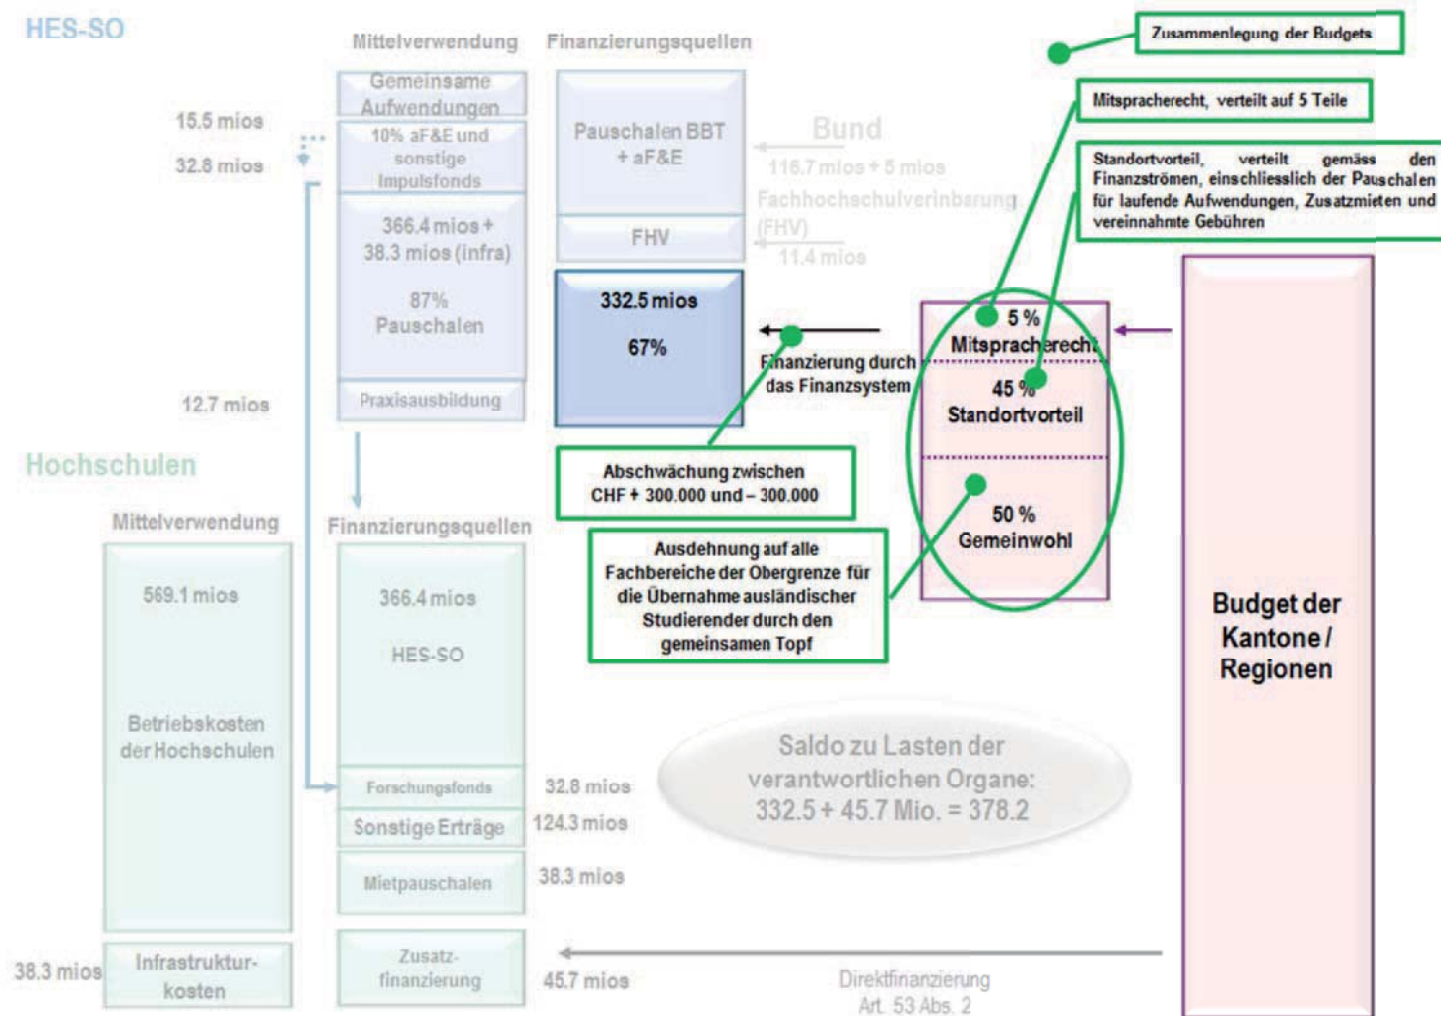 HES-SO
Mittelverwendung
Finanzierungsquellen
Gemeinsame
Aufwendungen
15.5 mios
10% aF&E und
sonstige
Impulsfonds
32.8 mios
366.4 mios +
38.3 mios (infra)
87%
Pauschalen
12.7 mios
Praxisausbildung
Pauschalen BBT
+ aF&E
FHV
332.5 mios
67%
Bund
116.7 mios + 5 mios
Fachhochschulverinbarung
(FHV)
11.4 mios
Finanzierung durch
das Finanzsystem
5 %
Mitspracherecht
45 %
Standortvorteil
50 %
Gemeinwohl
Zusammenlegung der Budgets
Mitspracherecht, verteilt auf 5 Teile
Standortvorteil, verteilt gemäss den
Finanzströmen, einschliesslich der Pauschalen
für laufende Aufwendungen, Zusatzmieten und
vereinnahmte Gebühren
Abschwächung zwischen
CHF + 300.000 und – 300.000
Ausdehnung auf alle
Fachbereiche der Obergrenze für
die Übernahme ausländischer
Studierender durch den
gemeinsamen Topf
Budget der
Kantone /
Regionen
Hochschulen
Mittelverwendung
Finanzierungsquellen
569.1 mios
Betriebskosten
der Hochschulen
38.3 mios
Infrastruktur-
kosten
366.4 mios
HES-SO
Forschungsfonds
32.8 mios
Sonstige Erträge
124.3 mios
Mietpauschalen
38.3 mios
Zusatz-
finanzierung
45.7 mios
Saldo zu Lasten der
verantwortlichen Organe:
332.5 + 45.7 Mio. = 378.2
Direktfinanzierung
Art. 53 Abs. 2